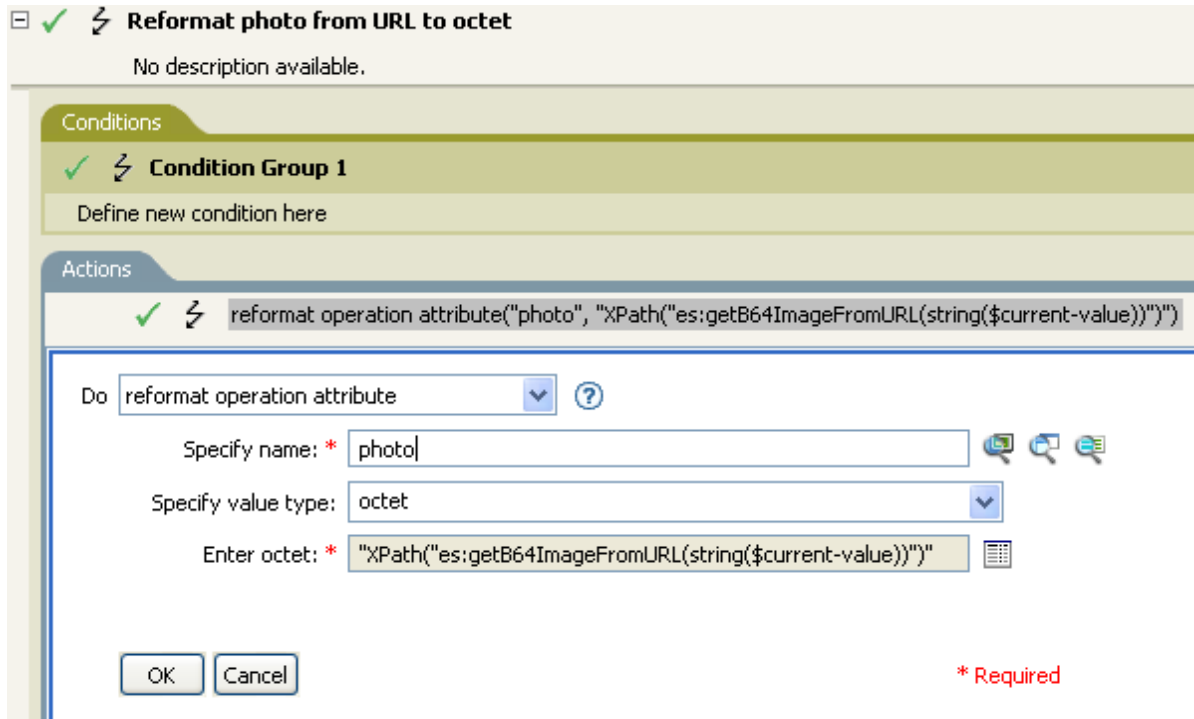 Reformat photo from URL to octet
No description available.
Conditions
Condition Group 1
Define new condition here
Actions
reformat operation attribute("photo", "XPath("es:getB64ImageFromURL(string($current-value))")")
Do reformat operation attribute ?
Specify name: * photo
Specify value type: octet
Enter octet: * "XPath("es:getB64ImageFromURL(string($current-value))")"
OK Cancel * Required